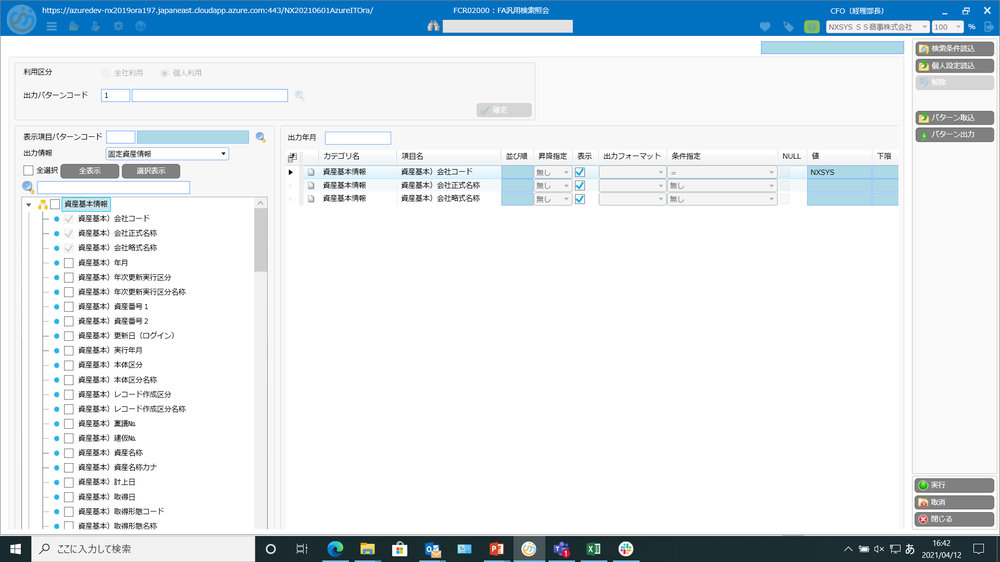 https://azuredev-nx2019ora197.japaneast.cloudapp.azure.com:443/NX20210601AzureITOra/
FCR02000：FA汎用検索照会
CFO（経理部長）
NXSYS ＳＳ商事株式会社
100
%
検索条件読込
個人設定読込
解除
パターン取込
パターン出力
利用区分
全社利用
個人利用
出力パターンコード
1
確定
表示項目パターンコード
出力情報
固定資産情報
全選択
全表示
選択表示
資産基本情報
資産基本）会社コード
資産基本）会社正式名称
資産基本）会社略式名称
資産基本）年月
資産基本）年次更新実行区分
資産基本）年次更新実行区分名称
資産基本）資産番号１
資産基本）資産番号２
資産基本）更新日（ログイン）
資産基本）実行年月
資産基本）本体区分
資産基本）本体区分名称
資産基本）レコード作成区分
資産基本）レコード作成区分名称
資産基本）稟議№
資産基本）建仮№
資産基本）資産名称
資産基本）資産名称カナ
資産基本）計上日
資産基本）取得日
資産基本）取得形態コード
資産基本）取得形態名称
出力年月
カテゴリ名 項目名 並び順 昇降指定 表示 出力フォーマット 条件指定 NULL 値 下限
資産基本情報 資産基本）会社コード 無し = NXSYS
資産基本情報 資産基本）会社正式名称 無し 無し
資産基本情報 資産基本）会社略式名称 無し 無し
実行
取消
閉じる
ここに入力して検索
1
あ
16:42
2021/04/12